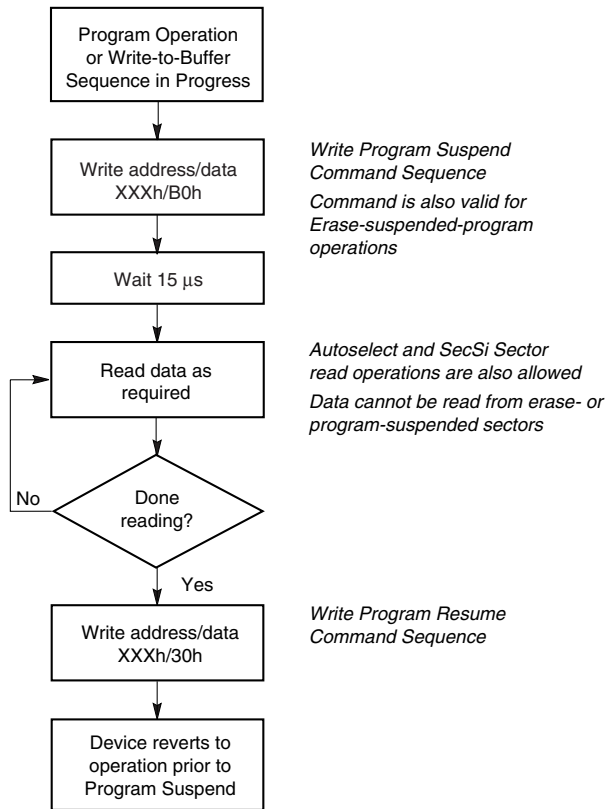 Program Operation
or Write-to-Buffer
Sequence in Progress
Write address/data
XXXh/B0h
Write Program Suspend
Command Sequence
Command is also valid for
Erase-suspended-program
operations
Wait 15 μs
Read data as
required
Autoselect and SecSi Sector
read operations are also allowed
Data cannot be read from erase- or
program-suspended sectors
No
Done
reading?
Yes
Write address/data
XXXh/30h
Write Program Resume
Command Sequence
Device reverts to
operation prior to
Program Suspend